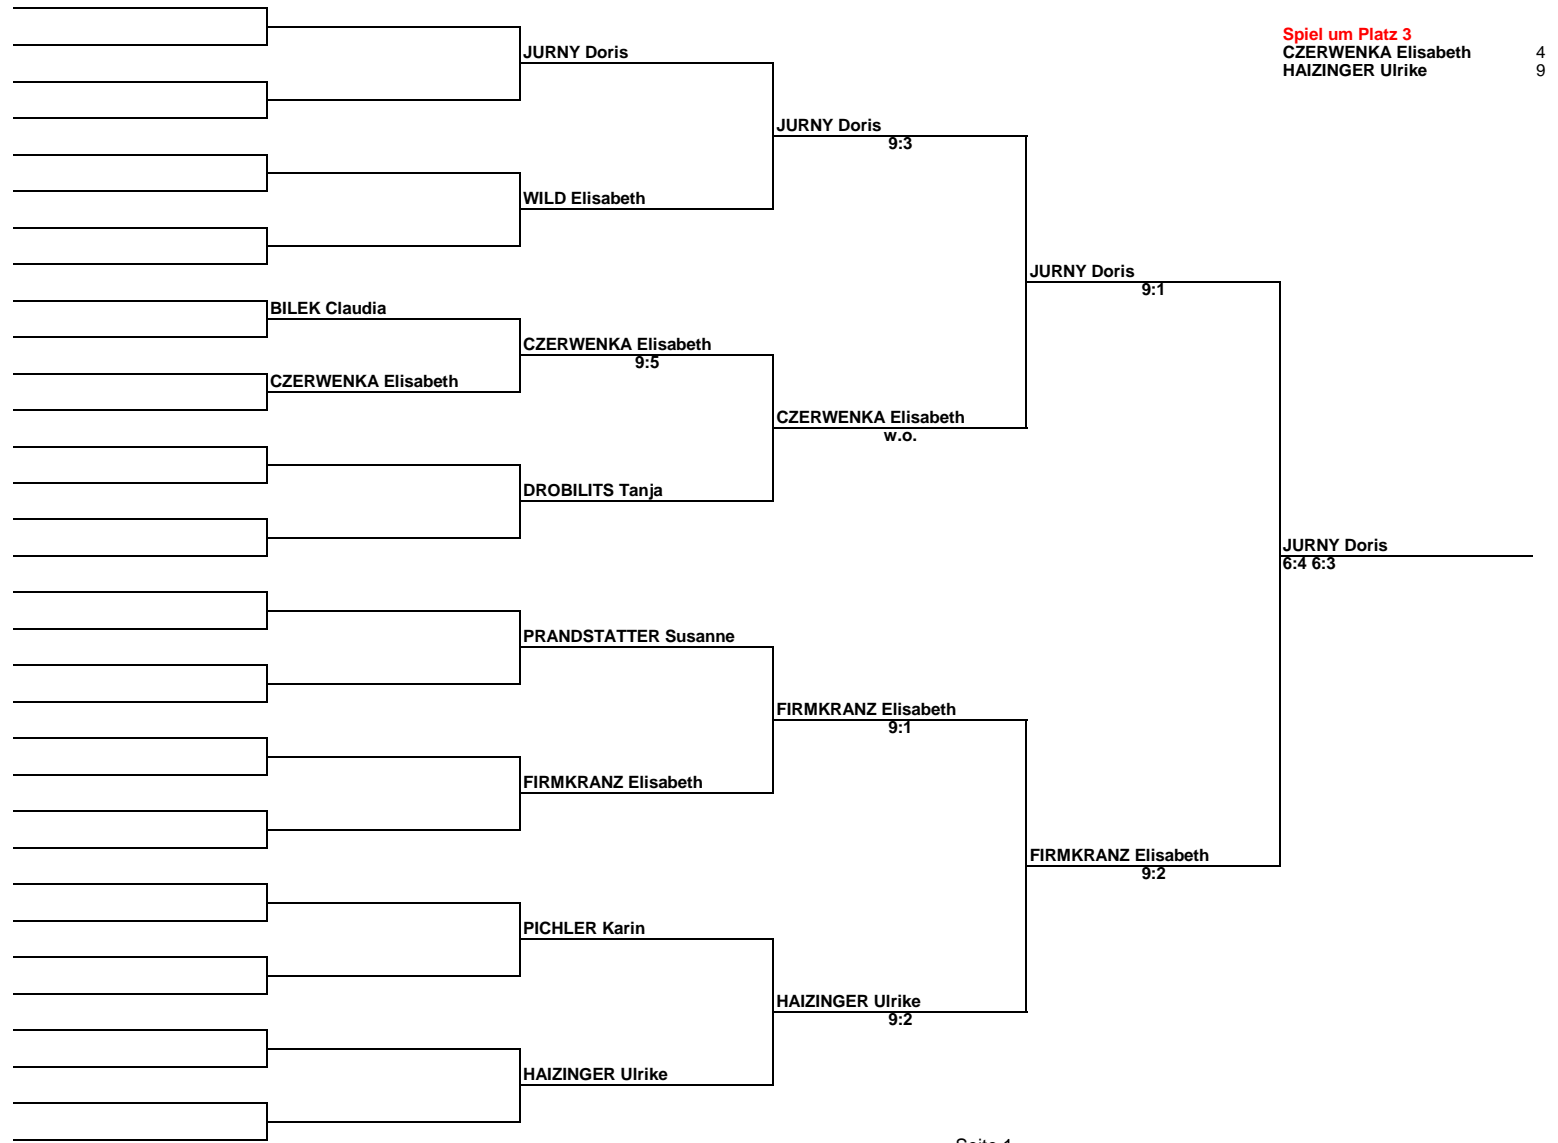 Spiel um Platz 3
CZERWENKA Elisabeth 4
HAIZINGER Ulrike 9
JURNY Doris
JURNY Doris
9:3
WILD Elisabeth
JURNY Doris
9:1
BILEK Claudia
CZERWENKA Elisabeth
9:5
CZERWENKA Elisabeth
CZERWENKA Elisabeth
w.o.
DROBILITS Tanja
JURNY Doris
6:4 6:3
PRANDSTATTER Susanne
FIRMKRANZ Elisabeth
9:1
FIRMKRANZ Elisabeth
FIRMKRANZ Elisabeth
9:2
PICHLER Karin
HAIZINGER Ulrike
9:2
HAIZINGER Ulrike
Seite 1